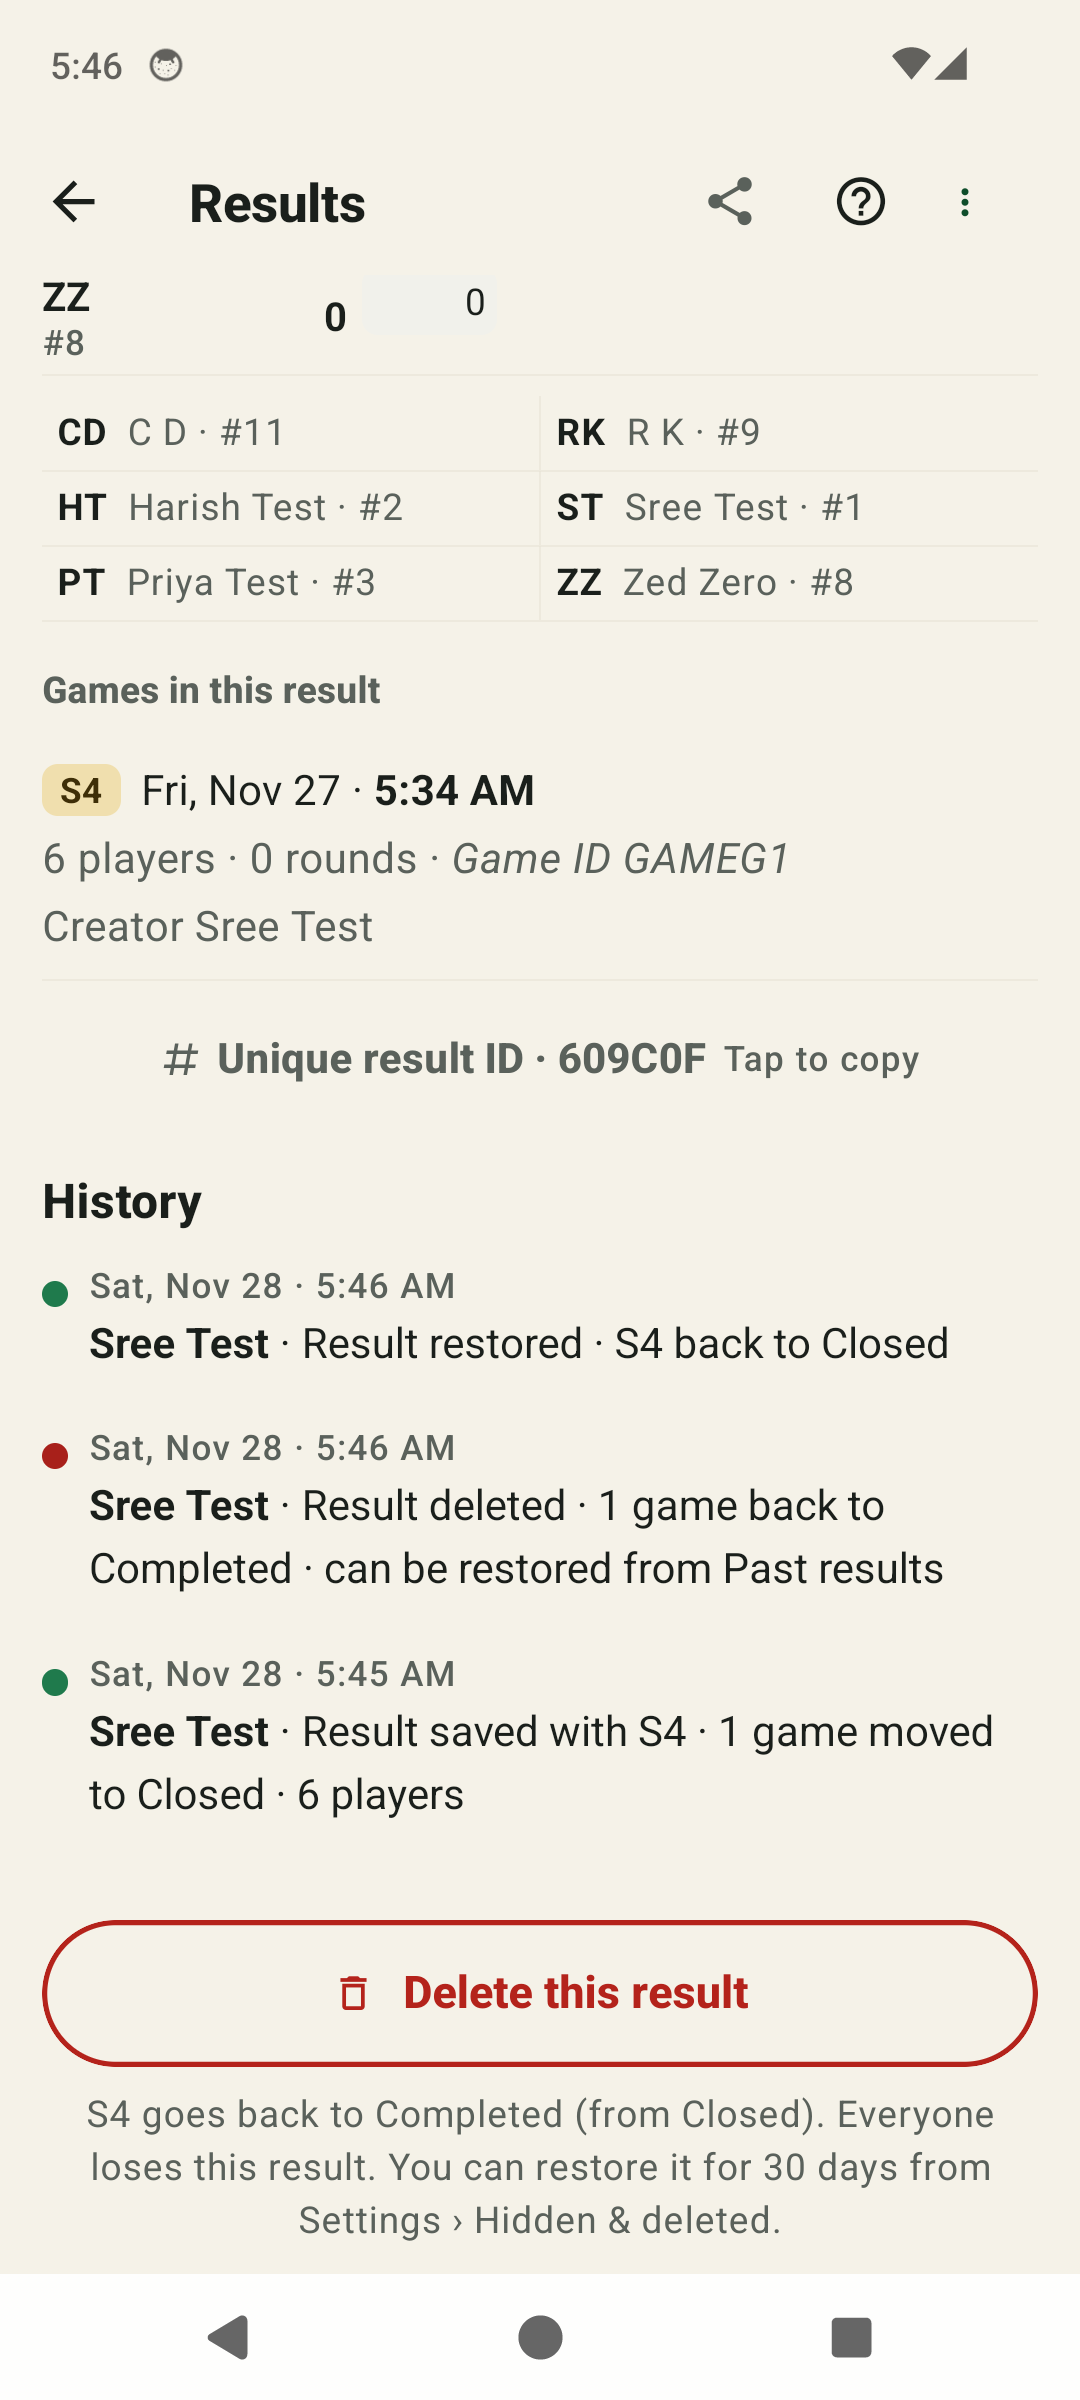 5:46
Results
ZZ 0 0
#8
CD C D · #11 RK R K · #9
HT Harish Test · #2 ST Sree Test · #1
PT Priya Test · #3 ZZ Zed Zero · #8
Games in this result
S4 Fri, Nov 27 · 5:34 AM
6 players · 0 rounds · Game ID GAMEG1
Creator Sree Test
# Unique result ID · 609C0F Tap to copy
History
Sat, Nov 28 · 5:46 AM
Sree Test · Result restored · S4 back to Closed
Sat, Nov 28 · 5:46 AM
Sree Test · Result deleted · 1 game back to
Completed · can be restored from Past results
Sat, Nov 28 · 5:45 AM
Sree Test · Result saved with S4 · 1 game moved
to Closed · 6 players
Delete this result
S4 goes back to Completed (from Closed). Everyone
loses this result. You can restore it for 30 days from
Settings › Hidden & deleted.